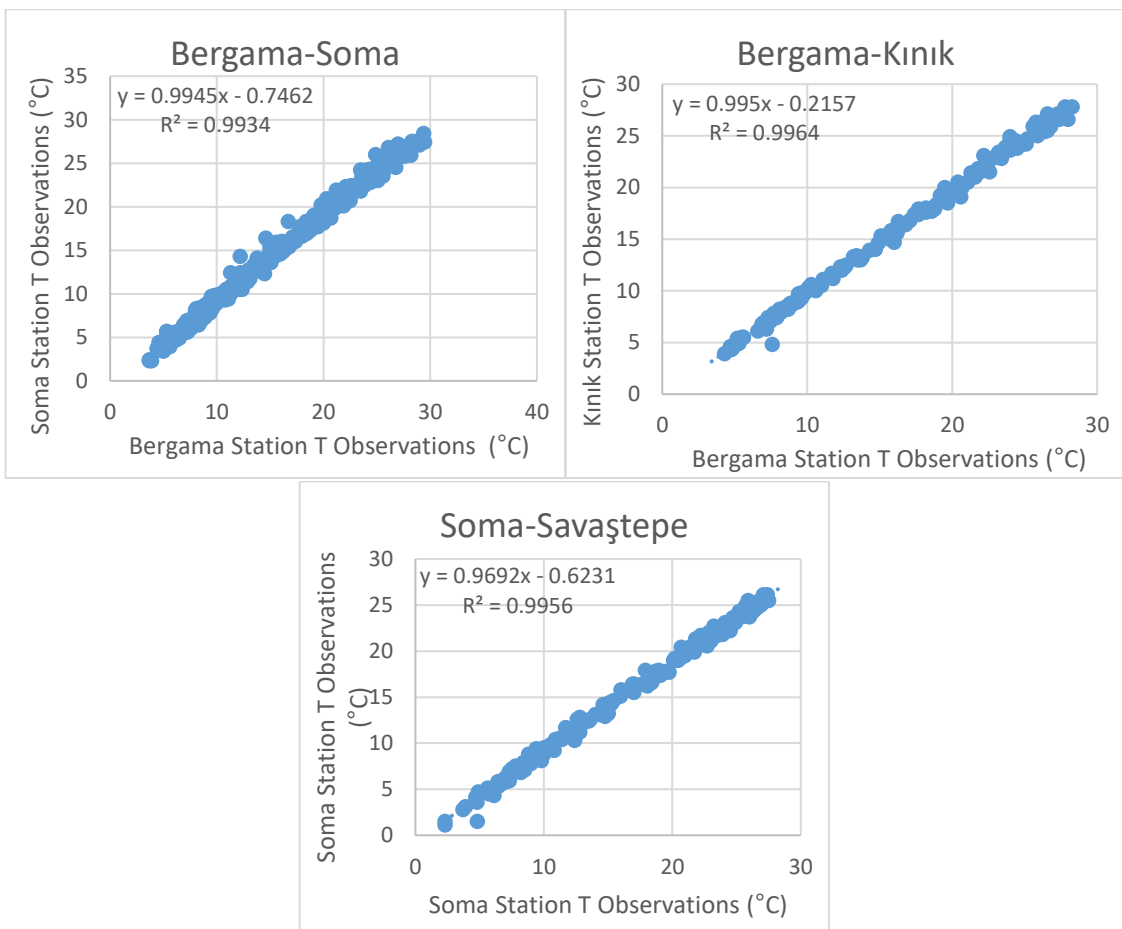 Bergama-Soma
y = 0.9945x - 0.7462
R² = 0.9934
Soma Station T Observations (°C)
35
30
25
20
15
10
5
0
0 10 20 30 40
Bergama Station T Observations (°C)
Bergama-Kınık
y = 0.995x - 0.2157
R² = 0.9964
Kınık Station T Observations (°C)
30
25
20
15
10
5
0
0 10 20 30
Bergama Station T Observations (°C)
Soma-Savaştepe
y = 0.9692x - 0.6231
R² = 0.9956
Soma Station T Observations
(°C)
30
25
20
15
10
5
0
0 10 20 30
Soma Station T Observations (°C)